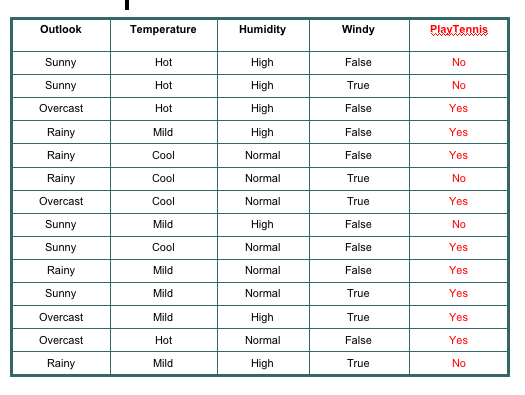 Outlook Temperature Humidity Windy PlayTennis
Sunny Hot High False No
Sunny Hot High True No
Overcast Hot High False Yes
Rainy Mild High False Yes
Rainy Cool Normal False Yes
Rainy Cool Normal True No
Overcast Cool Normal True Yes
Sunny Mild High False No
Sunny Cool Normal False Yes
Rainy Mild Normal False Yes
Sunny Mild Normal True Yes
Overcast Mild High True Yes
Overcast Hot Normal False Yes
Rainy Mild High True No